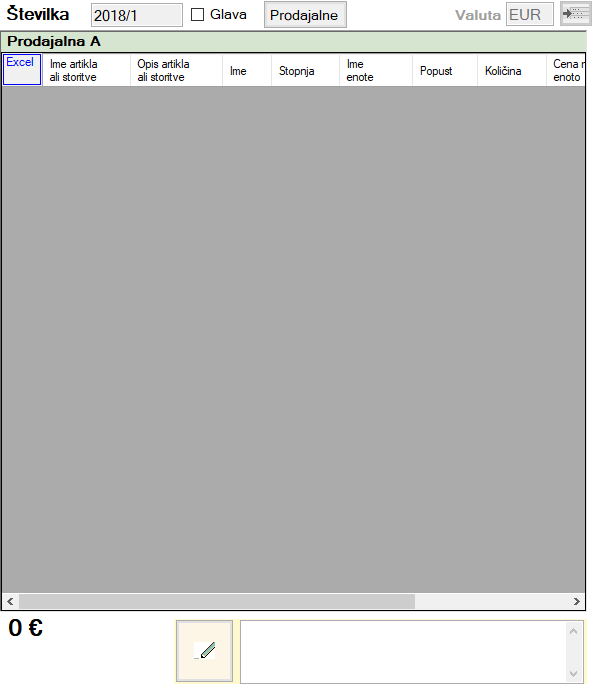 Številka 2018/1 Glava Prodajalne Valuta EUR
Prodajalna A
Excel Ime artikla ali storitve Opis artikla ali storitve Ime Stopnja Ime enote Popust Količina Cena enoto
0 €